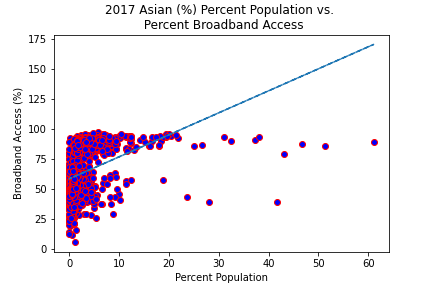 2017 Asian (%) Percent Population vs.
Percent Broadband Access
175
150
125
100
75
50
25
0
Broadband Access (%)
0 10 20 30 40 50 60
Percent Population